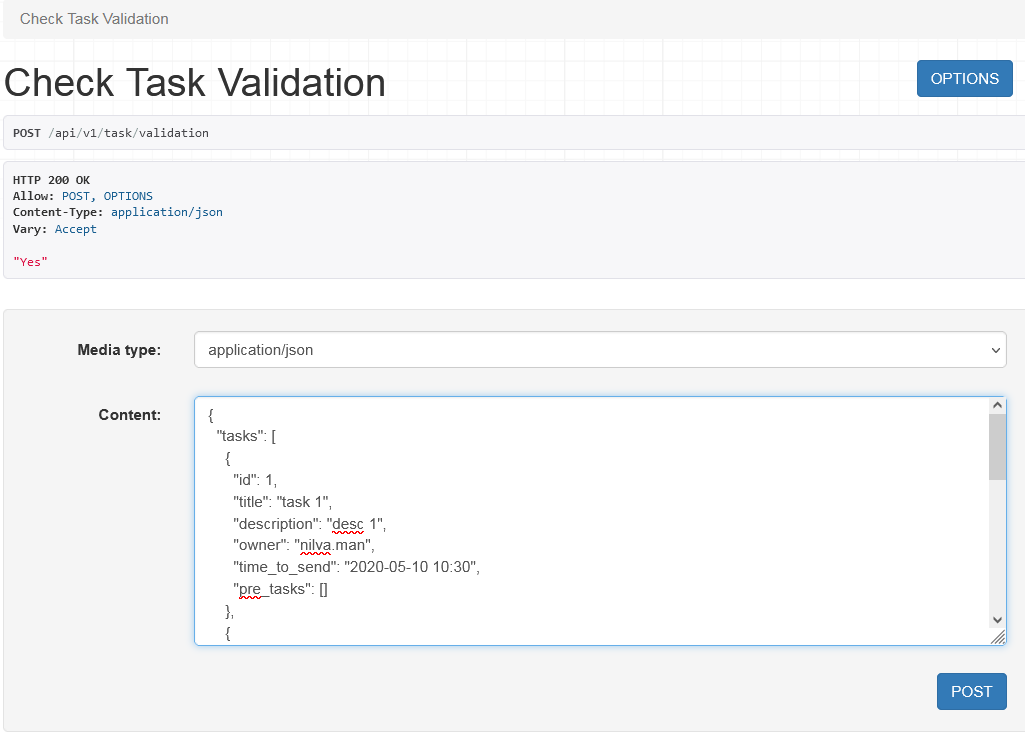 Check Task Validation
Check Task Validation
OPTIONS
POST /api/v1/task/validation
HTTP 200 OK
Allow: POST, OPTIONS
Content-Type: application/json
Vary: Accept
"Yes"
Media type:
application/json
Content:
{
"tasks": [
{
"id": 1,
"title": "task 1",
"description": "desc 1",
"owner": "nilva.man",
"time_to_send": "2020-05-10 10:30",
"pre_tasks": []
},
{
POST